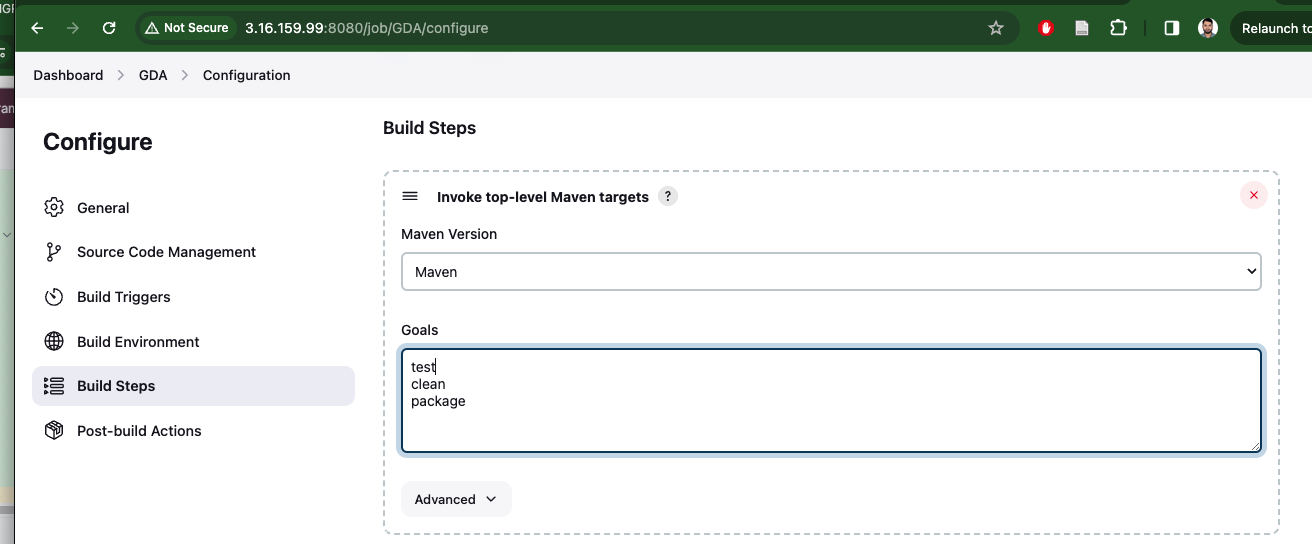 Not Secure 3.16.159.99:8080/job/GDA/configure
Relaunch to
Dashboard > GDA > Configuration
Configure
General
Source Code Management
Build Triggers
Build Environment
Build Steps
Post-build Actions
Build Steps
Invoke top-level Maven targets ?
Maven Version
Maven
Goals
test
clean
package
Advanced